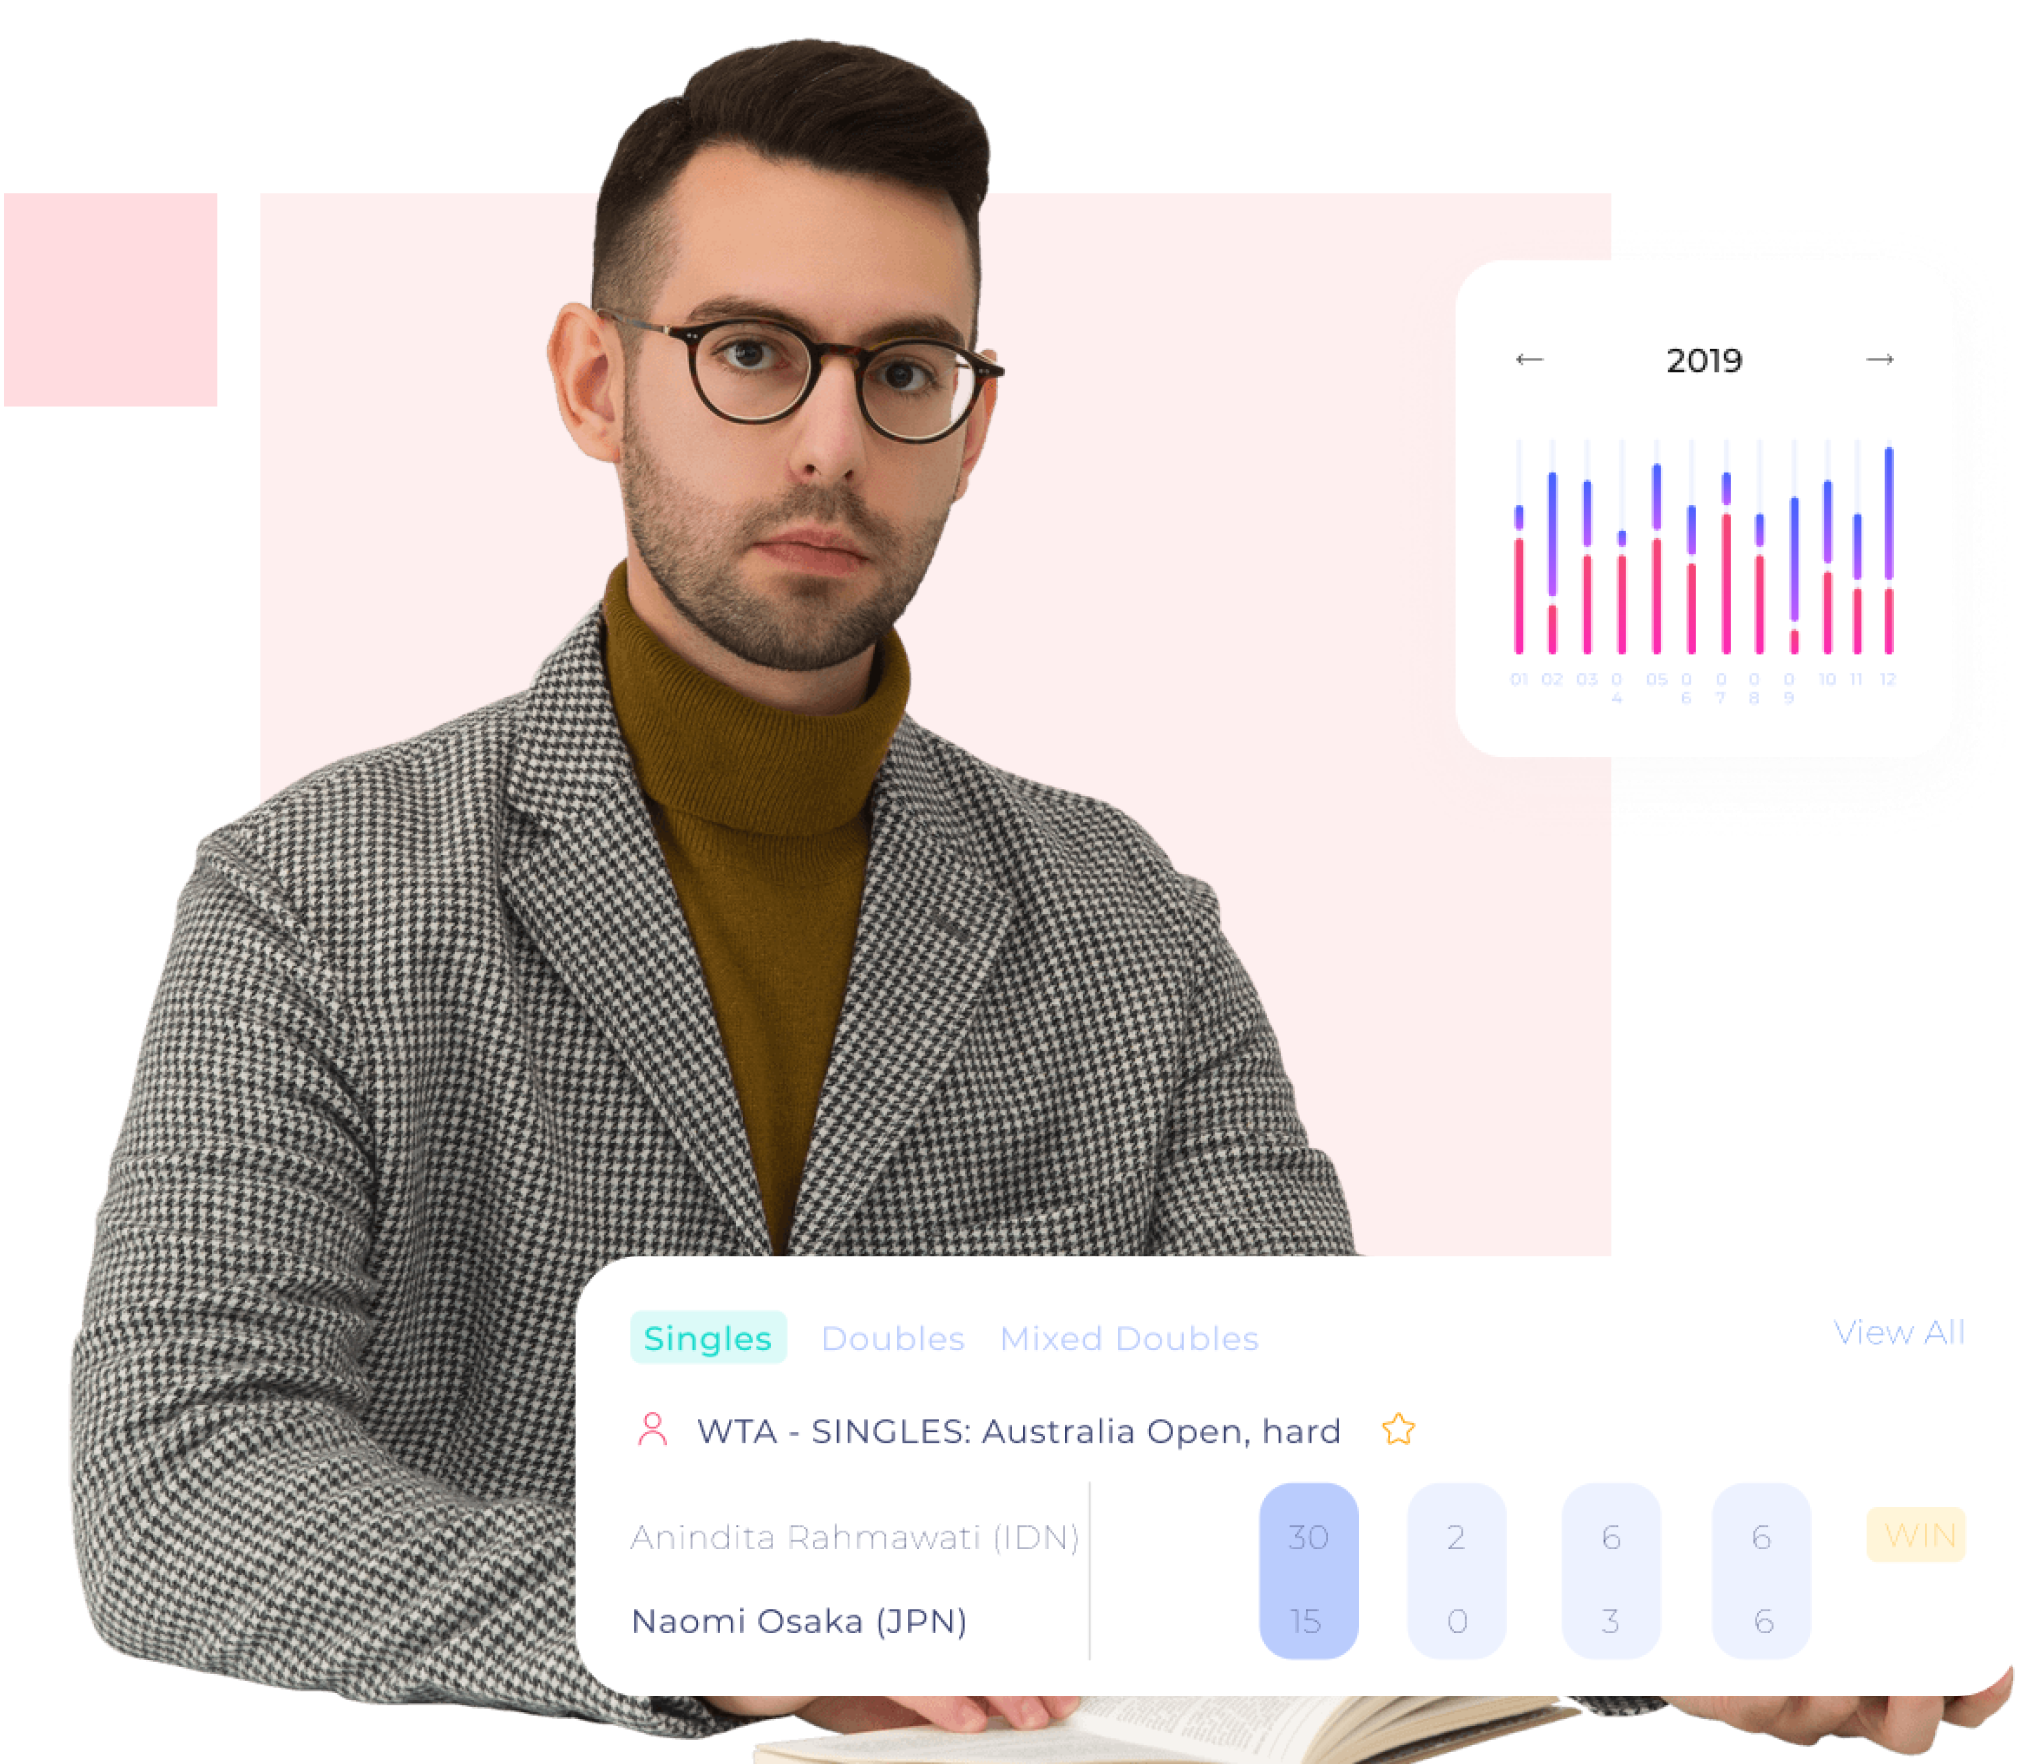 ← 2019 →
01 02 03 04 05 06 07 08 09 10 11 12
Singles Doubles Mixed Doubles View All
WTA - SINGLES: Australia Open, hard
Anindita Rahmawati (IDN) 30 2 6 6 WIN
Naomi Osaka (JPN) 15 0 3 6